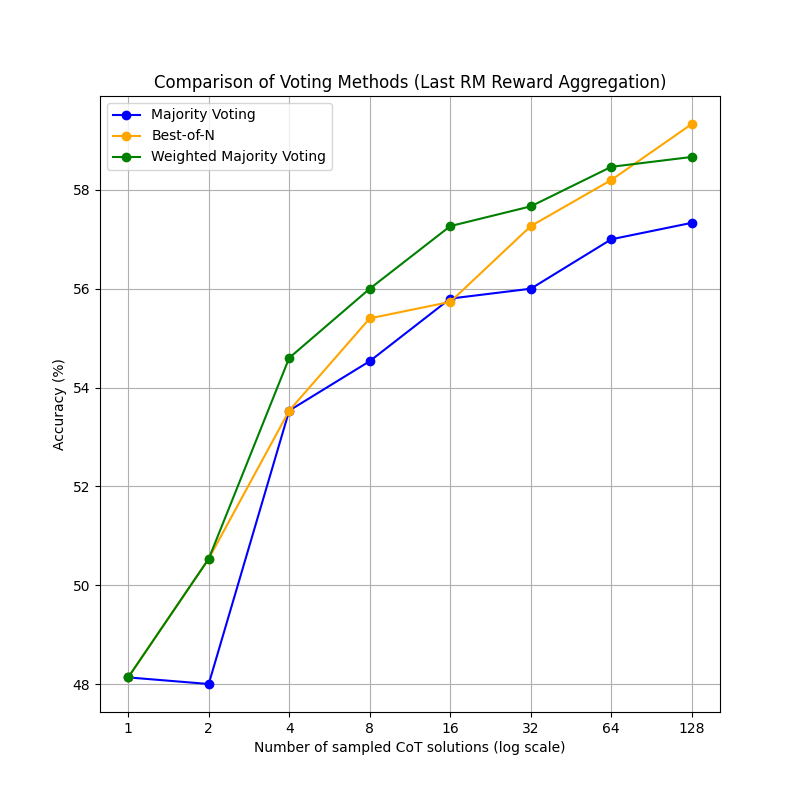 Comparison of Voting Methods (Last RM Reward Aggregation)
Majority Voting
Best-of-N
Weighted Majority Voting
58
56
54
52
50
48
Accuracy (%)
1 2 4 8 16 32 64 128
Number of sampled CoT solutions (log scale)